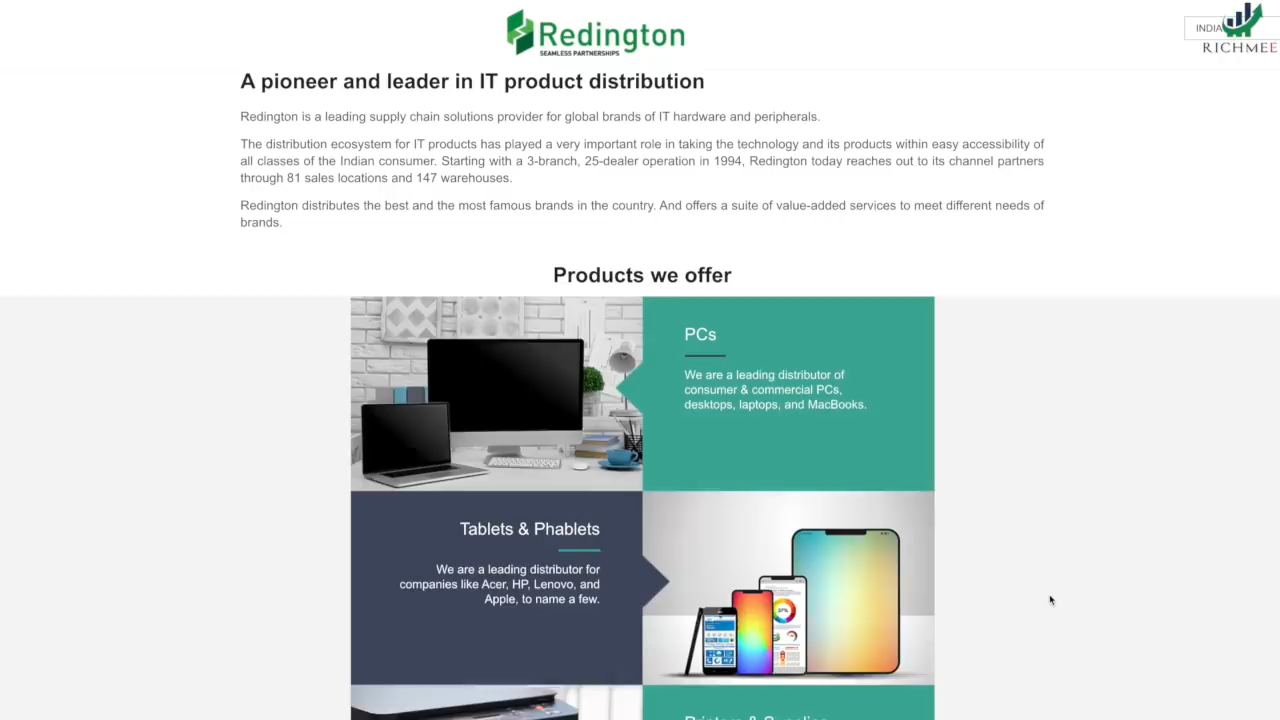 Redington
SEAMLESS PARTNERSHIPS
INDIA
RICHMEE
A pioneer and leader in IT product distribution
Redington is a leading supply chain solutions provider for global brands of IT hardware and peripherals.
The distribution ecosystem for IT products has played a very important role in taking the technology and its products within easy accessibility of
all classes of the Indian consumer. Starting with a 3-branch, 25-dealer operation in 1994, Redington today reaches out to its channel partners
through 81 sales locations and 147 warehouses.
Redington distributes the best and the most famous brands in the country. And offers a suite of value-added services to meet different needs of
brands.
Products we offer
PCs
We are a leading distributor of
consumer & commercial PCs,
desktops, laptops, and MacBooks.
Tablets & Phablets
We are a leading distributor for
companies like Acer, HP, Lenovo, and
Apple, to name a few.
Printers & Supplies